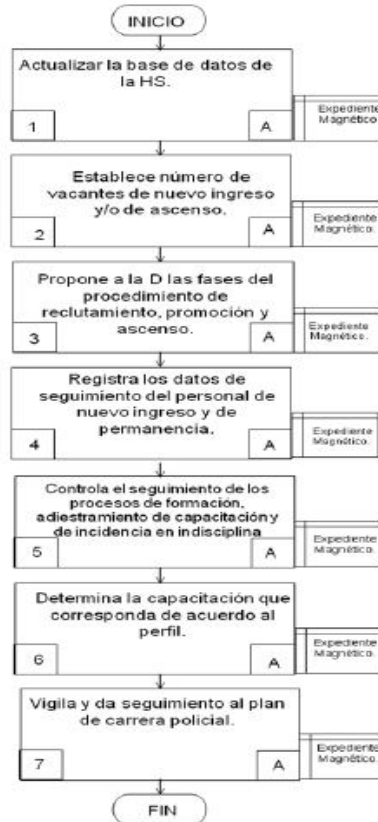 INICIO
Actualizar la base de datos de
la HS.
1
A
Expediente
Magnético
Establece número de
vacantes de nuevo ingreso
y/o de ascenso.
2
A
Expediente
Magnético.
Propone a la D las fases del
procedimiento de
reclutamiento, promoción y
ascenso.
3
A
Expediente
Magnético.
Registra los datos de
seguimiento del personal de
nuevo ingreso y de
permanencia.
4
A
Expediente
Magnético.
Controla el seguimiento de los
procesos de formación,
adiestramiento de capacitación y
de incidencia en indisciplina
5
A
Expediente
Magnético.
Determina la capacitación que
corresponda de acuerdo al
perfil.
6
A
Expediente
Magnético.
Vigila y da seguimiento al plan
de carrera policial.
7
A
Expediente
Magnético.
FIN